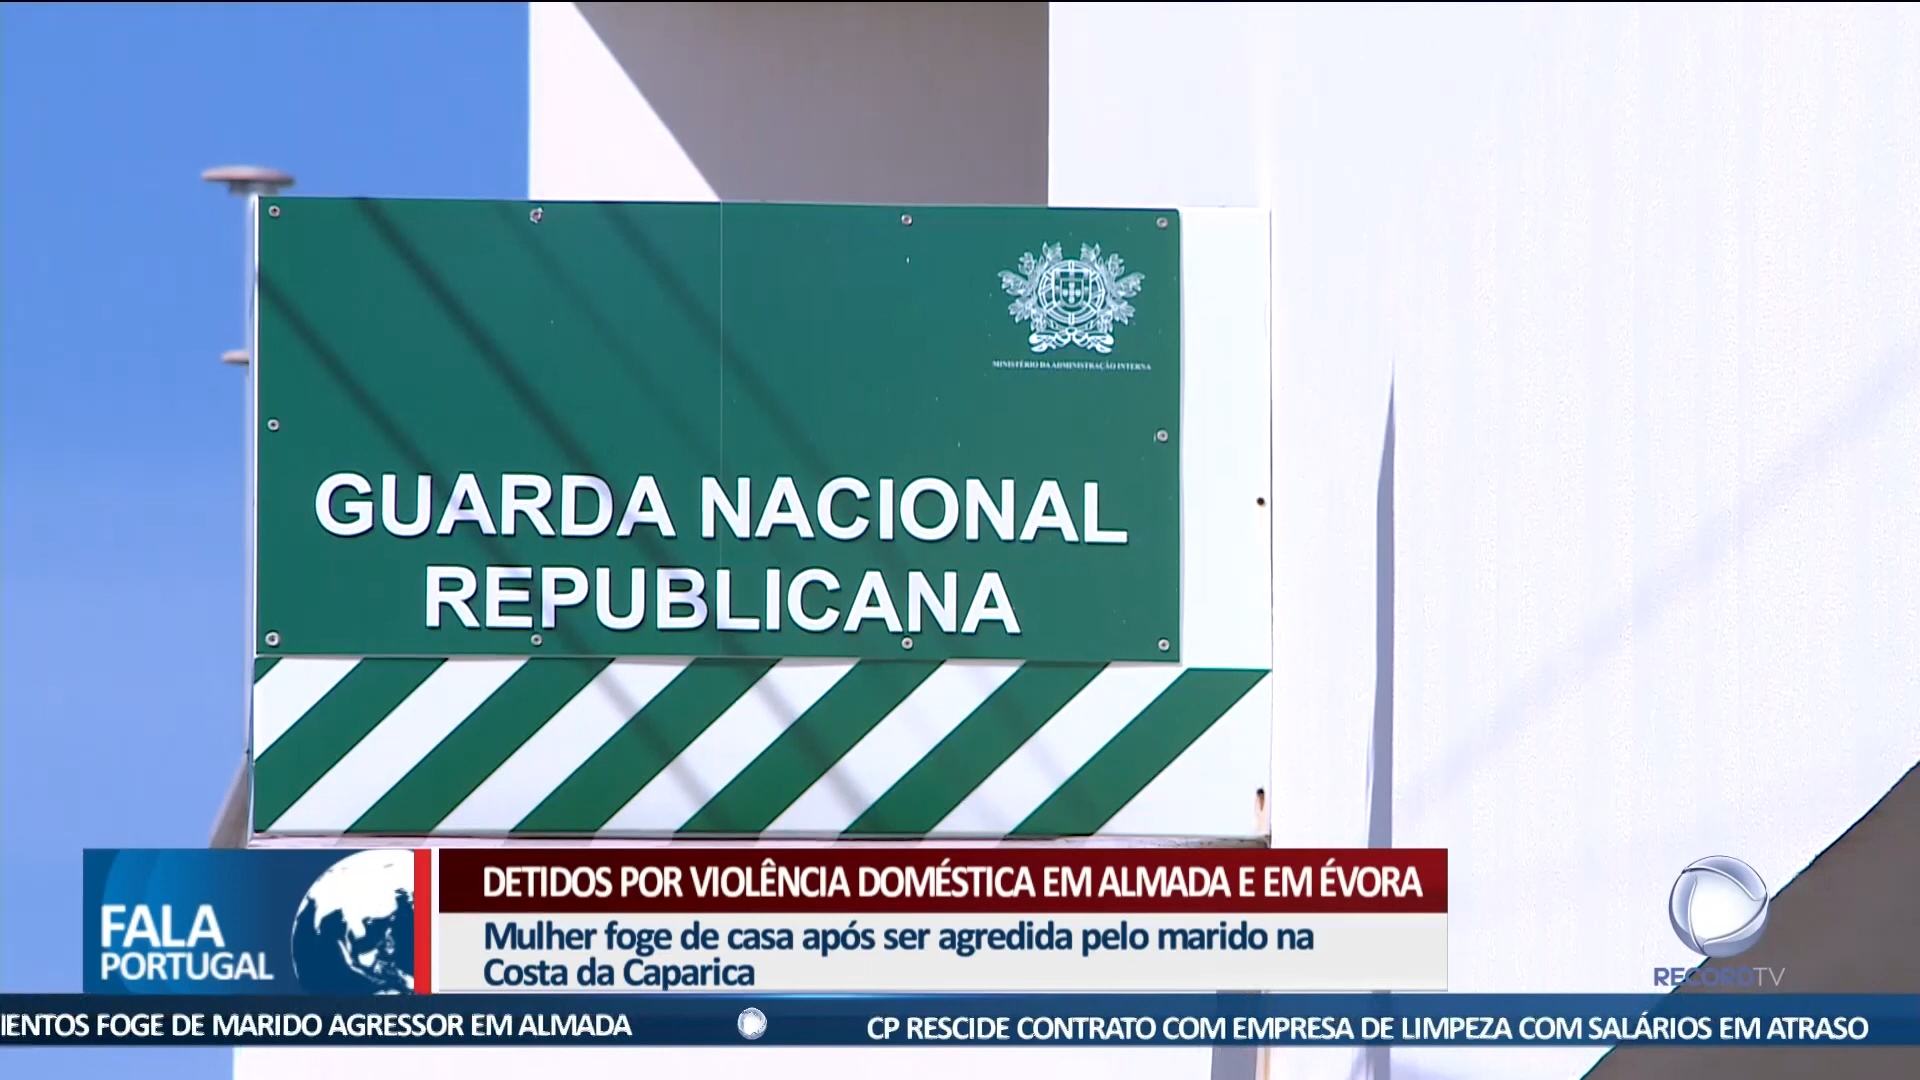 MINISTÉRIO DA ADMINISTRAÇÃO INTERNA
GUARDA NACIONAL
REPUBLICANA
FALA
PORTUGAL
DETIDOS POR VIOLÊNCIA DOMÉSTICA EM ALMADA E EM ÉVORA
Mulher foge de casa após ser agredida pelo marido na
Costa da Caparica
RECORD TV
IENTOS FOGE DE MARIDO AGRESSOR EM ALMADA
CP RESCIDE CONTRATO COM EMPRESA DE LIMPEZA COM SALÁRIOS EM ATRASO